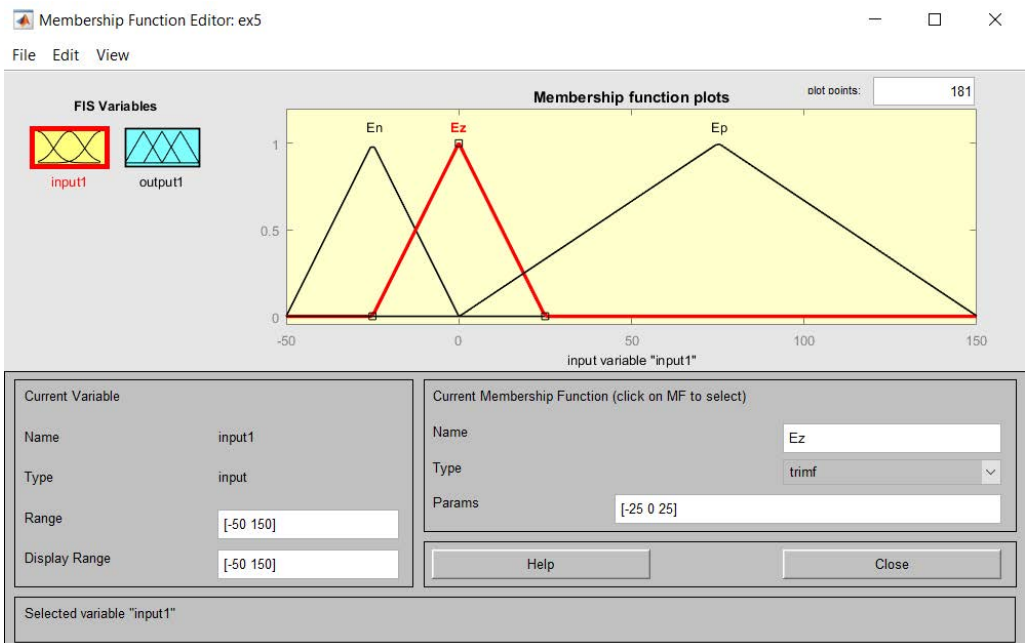 Membership Function Editor: ex5
File Edit View
FIS Variables
input1
output1
Membership function plots
plot points:
181
En
Ez
Ep
1
0.5
0
-50
0
50
100
150
input variable "input1"
Current Variable
Name
input1
Type
input
Range
[-50 150]
Display Range
[-50 150]
Current Membership Function (click on MF to select)
Name
Ez
Type
trimf
Params
[-25 0 25]
Help
Close
Selected variable "input1"